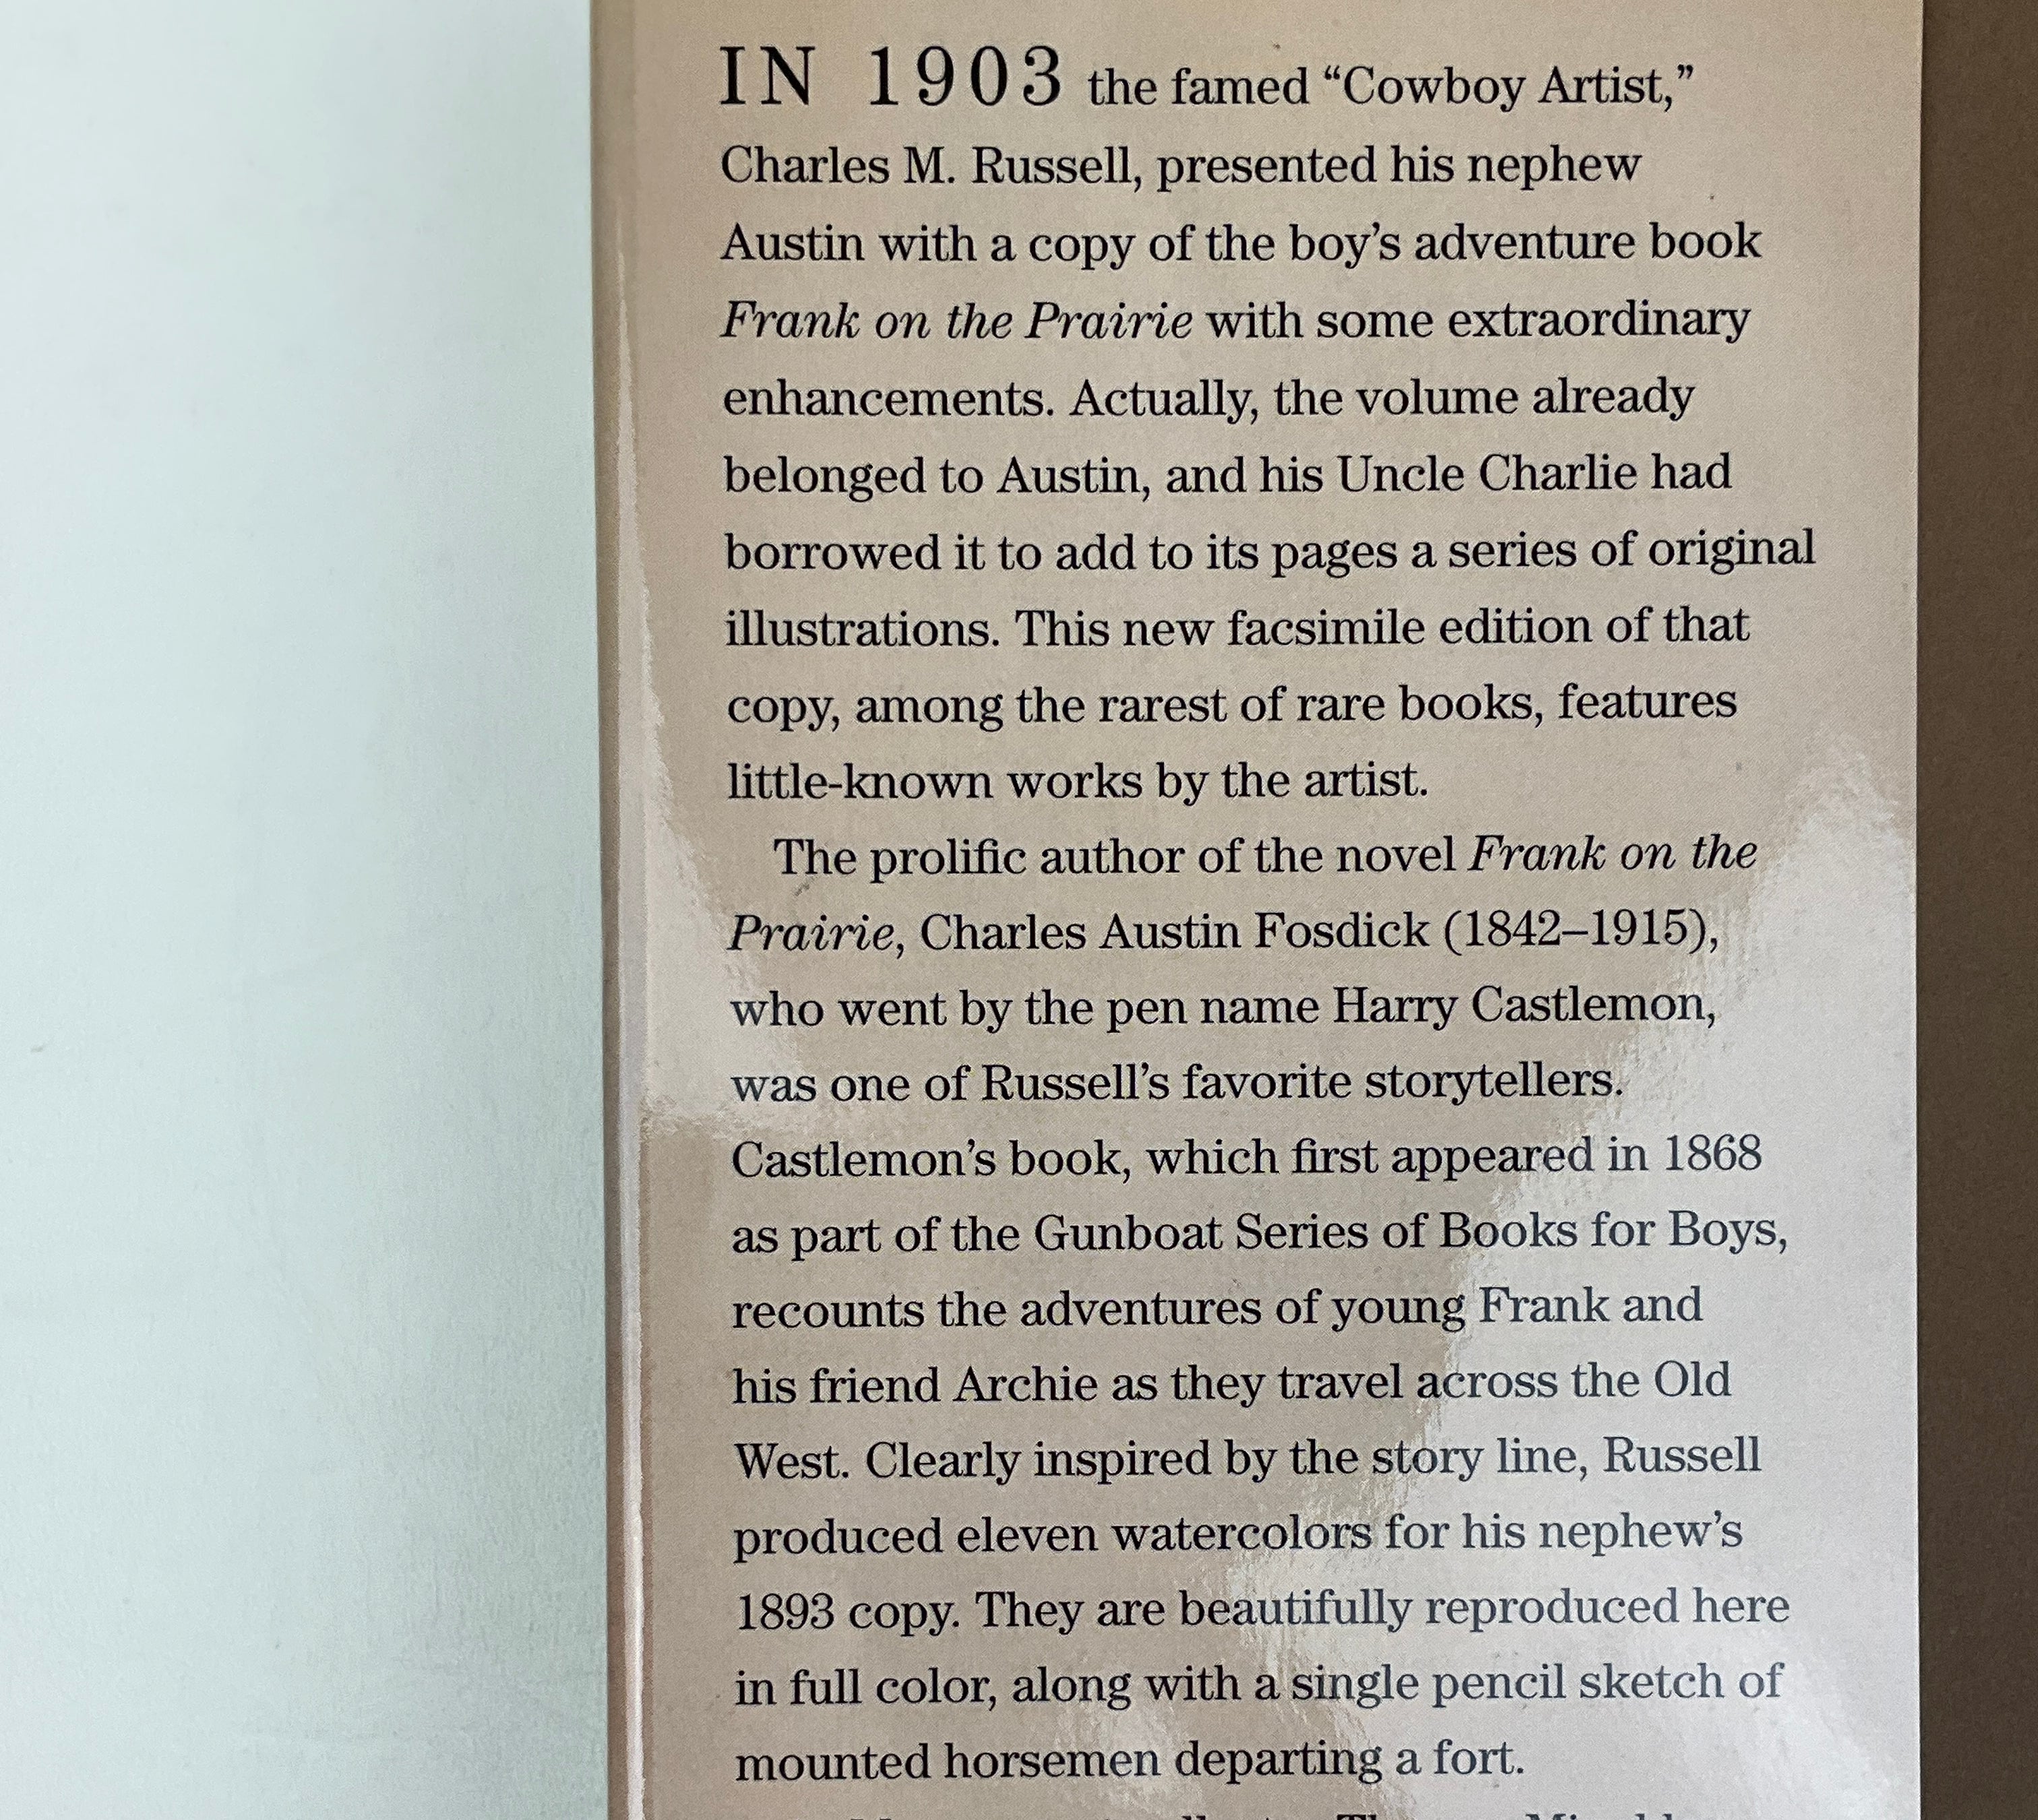 IN 1903 the famed “Cowboy Artist,”
Charles M. Russell, presented his nephew
Austin with a copy of the boy’s adventure book
Frank on the Prairie with some extraordinary
enhancements. Actually, the volume already
belonged to Austin, and his Uncle Charlie had
borrowed it to add to its pages a series of original
illustrations. This new facsimile edition of that
copy, among the rarest of rare books, features
little-known works by the artist.
The prolific author of the novel Frank on the
Prairie, Charles Austin Fosdick (1842–1915),
who went by the pen name Harry Castlemon,
was one of Russell’s favorite storytellers.
Castlemon’s book, which first appeared in 1868
as part of the Gunboat Series of Books for Boys,
recounts the adventures of young Frank and
his friend Archie as they travel across the Old
West. Clearly inspired by the story line, Russell
produced eleven watercolors for his nephew’s
1893 copy. They are beautifully reproduced here
in full color, along with a single pencil sketch of
mounted horsemen departing a fort.